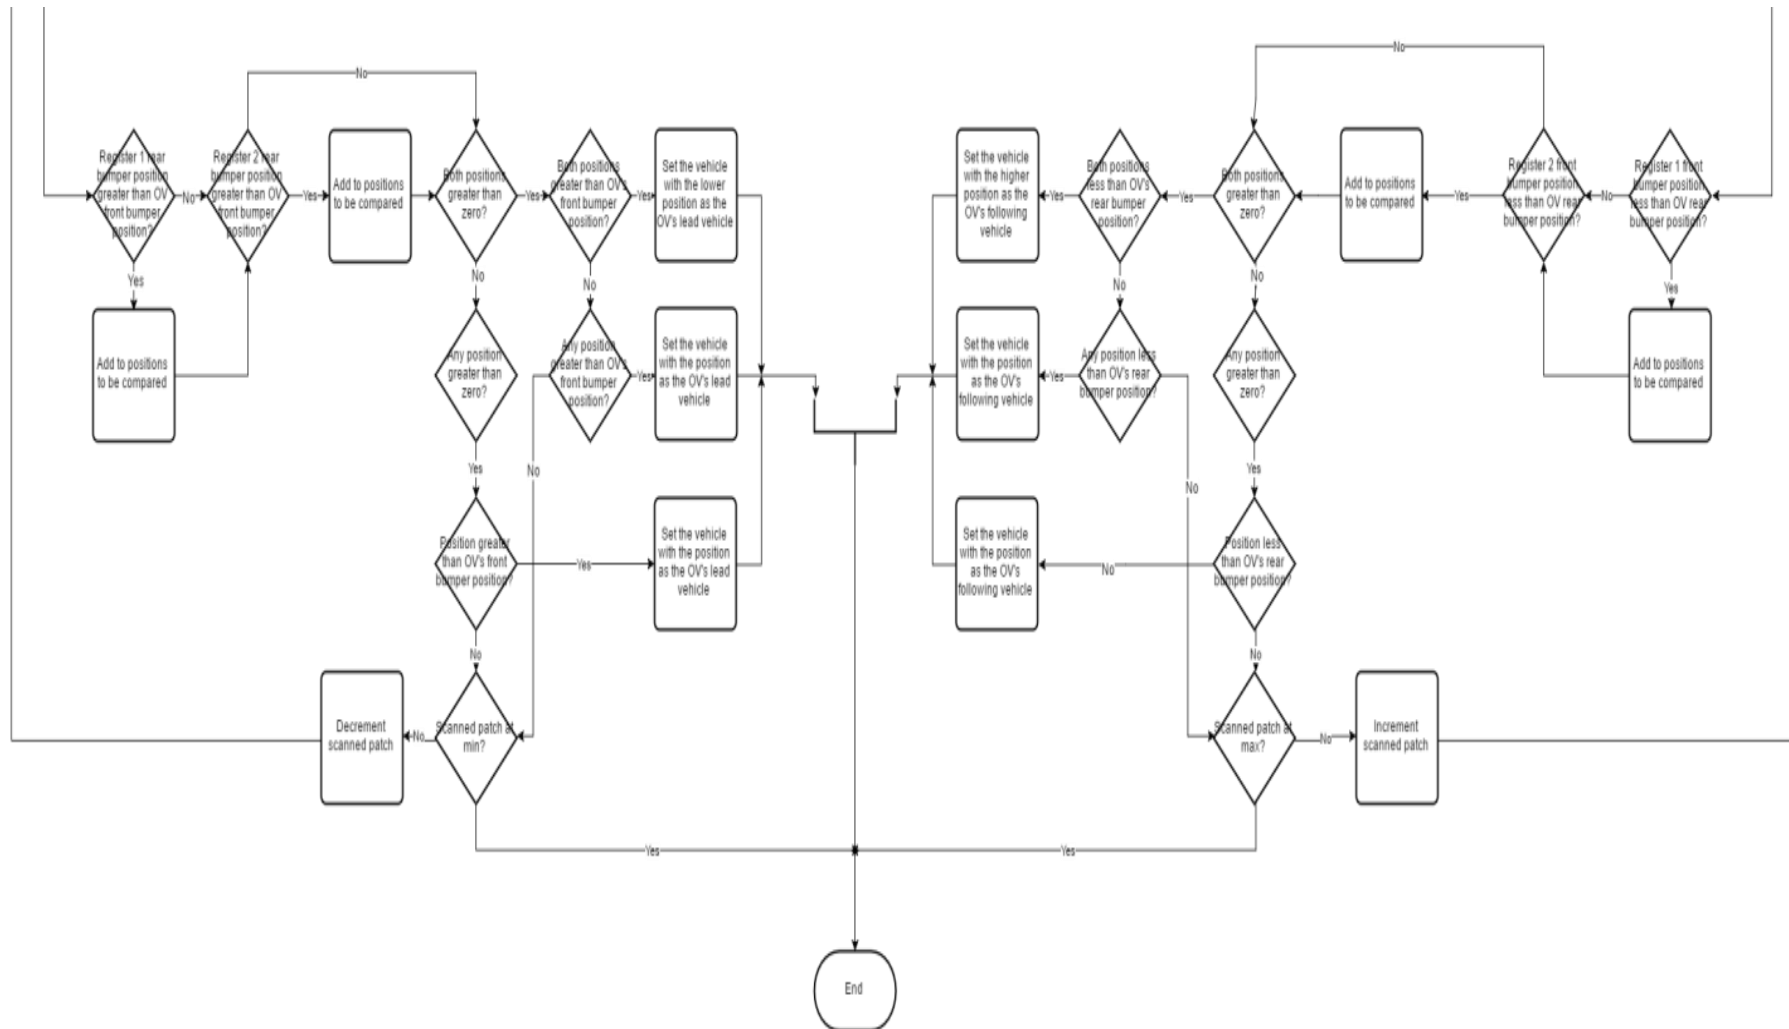 No
No
Register 1 rear
bumper position
greater than OV
front bumper
position?
No
Register 2 rear
bumper position
greater than OV
front bumper
position?
Yes
Add to positions
to be compared
Both positions
greater than
zero?
Yes
Both positions
greater than OV's
front bumper
position?
Yes
Set the vehicle
with the lower
position as the
OV's lead vehicle
Set the vehicle
with the higher
position as the
OV's following
vehicle
Yes
Both positions
less than OV's
rear bumper
position?
Yes
Both positions
greater than
zero?
Add to positions
to be compared
Yes
Register 2 front
bumper position
less than OV rear
bumper position?
No
Register 1 front
bumper position
less than OV rear
bumper position?
Yes
No
No
No
No
Yes
Add to positions
to be compared
Any position
greater than
zero?
Any position
greater than OV's
front bumper
position?
Yes
Set the vehicle
with the position
as the OV's lead
vehicle
Set the vehicle
with the position
as the OV's
following vehicle
Yes
Any position less
than OV's rear
bumper position?
Any position
greater than
zero?
Add to positions
to be compared
Yes
No
No
Yes
Position greater
than OV's front
bumper position?
Yes
Set the vehicle
with the position
as the OV's lead
vehicle
Set the vehicle
with the position
as the OV's
following vehicle
No
Position less
than OV's rear
bumper position?
No
No
Decrement
scanned patch
No
Scanned patch at
min?
Scanned patch at
max?
No
Increment
scanned patch
Yes
Yes
End